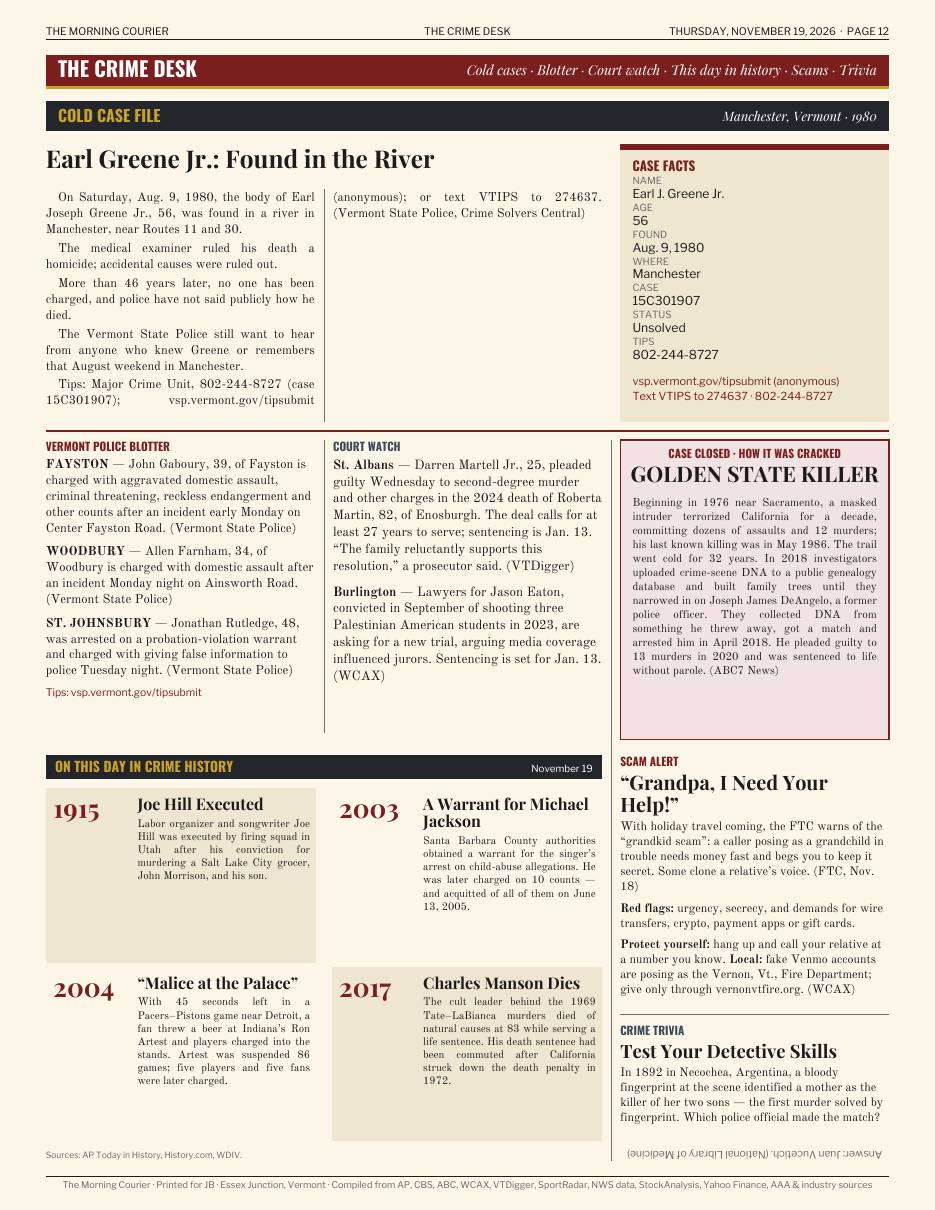 THE MORNING COURIER
THE CRIME DESK
THURSDAY, NOVEMBER 19, 2026 · PAGE 12
THE CRIME DESK
Cold cases · Blotter · Court watch · This day in history · Scams · Trivia
COLD CASE FILE
Manchester, Vermont · 1980
Earl Greene Jr.: Found in the River
On Saturday, Aug. 9, 1980, the body of Earl
Joseph Greene Jr., 56, was found in a river in
Manchester, near Routes 11 and 30.
The medical examiner ruled his death a
homicide; accidental causes were ruled out.
More than 46 years later, no one has been
charged, and police have not said publicly how he
died.
The Vermont State Police still want to hear
from anyone who knew Greene or remembers
that August weekend in Manchester.
Tips: Major Crime Unit, 802-244-8727 (case
15C301907); vsp.vermont.gov/tipsubmit
(anonymous); or text VTIPS to 274637.
(Vermont State Police, Crime Solvers Central)
CASE FACTS
NAME
Earl J. Greene Jr.
AGE
56
FOUND
Aug. 9, 1980
WHERE
Manchester
CASE
15C301907
STATUS
Unsolved
TIPS
802-244-8727
vsp.vermont.gov/tipsubmit (anonymous)
Text VTIPS to 274637 · 802-244-8727
VERMONT POLICE BLOTTER
FAYSTON — John Gaboury, 39, of Fayston is
charged with aggravated domestic assault,
criminal threatening, reckless endangerment and
other counts after an incident early Monday on
Center Fayston Road. (Vermont State Police)
WOODBURY — Allen Farnham, 34, of
Woodbury is charged with domestic assault after
an incident Monday night on Ainsworth Road.
(Vermont State Police)
ST. JOHNSBURY — Jonathan Rutledge, 48,
was arrested on a probation-violation warrant
and charged with giving false information to
police Tuesday night. (Vermont State Police)
Tips: vsp.vermont.gov/tipsubmit
COURT WATCH
St. Albans — Darren Martell Jr., 25, pleaded
guilty Wednesday to second-degree murder
and other charges in the 2024 death of Roberta
Martin, 82, of Enosburgh. The deal calls for at
least 27 years to serve; sentencing is Jan. 13.
“The family reluctantly supports this
resolution,” a prosecutor said. (VTDigger)
Burlington — Lawyers for Jason Eaton,
convicted in September of shooting three
Palestinian American students in 2023, are
asking for a new trial, arguing media coverage
influenced jurors. Sentencing is set for Jan. 13.
(WCAX)
CASE CLOSED · HOW IT WAS CRACKED
GOLDEN STATE KILLER
Beginning in 1976 near Sacramento, a masked
intruder terrorized California for a decade,
committing dozens of assaults and 12 murders;
his last known killing was in May 1986. The trail
went cold for 32 years. In 2018 investigators
uploaded crime-scene DNA to a public genealogy
database and built family trees until they
narrowed in on Joseph James DeAngelo, a former
police officer. They collected DNA from
something he threw away, got a match and
arrested him in April 2018. He pleaded guilty to
13 murders in 2020 and was sentenced to life
without parole. (ABC7 News)
ON THIS DAY IN CRIME HISTORY
November 19
1915
Joe Hill Executed
Labor organizer and songwriter Joe
Hill was executed by firing squad in
Utah after his conviction for
murdering a Salt Lake City grocer,
John Morrison, and his son.
2003
A Warrant for Michael
Jackson
Santa Barbara County authorities
obtained a warrant for the singer’s
arrest on child-abuse allegations. He
was later charged on 10 counts —
and acquitted of all of them on June
13, 2005.
2004
“Malice at the Palace”
With 45 seconds left in a
Pacers–Pistons game near Detroit, a
fan threw a beer at Indiana’s Ron
Artest and players charged into the
stands. Artest was suspended 86
games; five players and five fans
were later charged.
2017
Charles Manson Dies
The cult leader behind the 1969
Tate–LaBianca murders died of
natural causes at 83 while serving a
life sentence. His death sentence had
been commuted after California
struck down the death penalty in
1972.
Sources: AP Today in History, History.com, WDIV.
SCAM ALERT
“Grandpa, I Need Your
Help!”
With holiday travel coming, the FTC warns of the
“grandkid scam”: a caller posing as a grandchild in
trouble needs money fast and begs you to keep it
secret. Some clone a relative’s voice. (FTC, Nov.
18)
Red flags: urgency, secrecy, and demands for wire
transfers, crypto, payment apps or gift cards.
Protect yourself: hang up and call your relative at
a number you know. Local: fake Venmo accounts
are posing as the Vernon, Vt., Fire Department;
give only through vernonvtfire.org. (WCAX)
CRIME TRIVIA
Test Your Detective Skills
In 1892 in Necochea, Argentina, a bloody
fingerprint at the scene identified a mother as the
killer of her two sons — the first murder solved by
fingerprint. Which police official made the match?
Answer: Juan Vucetich. (National Library of Medicine)
The Morning Courier · Printed for JB · Essex Junction, Vermont · Compiled from AP, CBS, ABC, WCAX, VTDigger, SportRadar, NWS data, StockAnalysis, Yahoo Finance, AAA & industry sources